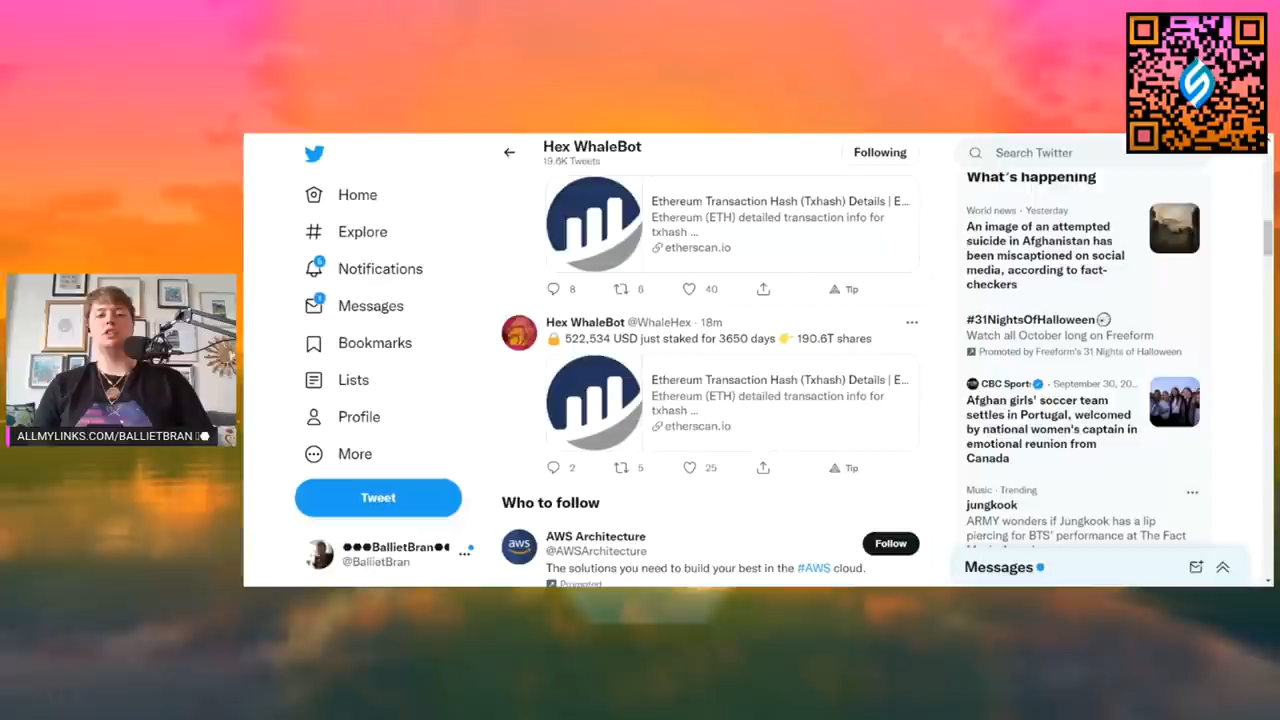 Hex WhaleBot
19.6K Tweets
Following
Search Twitter
Home
Explore
Notifications
Messages
Bookmarks
Lists
Profile
More
Tweet
BallietBran
@BallietBran
ALLMYLINKS.COM/BALLIETBRAN
Ethereum Transaction Hash (Txhash) Details | E...
Ethereum (ETH) detailed transaction info for
txhash ...
etherscan.io
8 6 40 Tip
Hex WhaleBot @WhaleHex · 18m
522,534 USD just staked for 3650 days 190.6T shares
Ethereum Transaction Hash (Txhash) Details | E...
Ethereum (ETH) detailed transaction info for
txhash ...
etherscan.io
2 5 25 Tip
Who to follow
AWS Architecture
@AWSArchitecture
Follow
The solutions you need to build your best in the #AWS cloud.
Promoted
aws
What's happening
World news · Yesterday
An image of an attempted
suicide in Afghanistan has
been miscaptioned on social
media, according to fact-
checkers
#31NightsOfHalloween
Watch all October long on Freeform
Promoted by Freeform's 31 Nights of Halloween
CBC Sports · September 30, 20...
Afghan girls' soccer team
settles in Portugal, welcomed
by national women's captain in
emotional reunion from
Canada
Music · Trending
jungkook
ARMY wonders if Jungkook has a lip
piercing for BTS' performance at The Fact
Messages